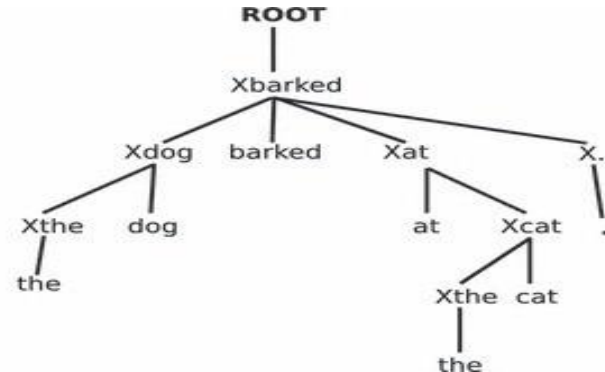 ROOT
Xbarked
Xdog barked Xat X.
Xthe dog at Xcat .
the
Xthe cat
the